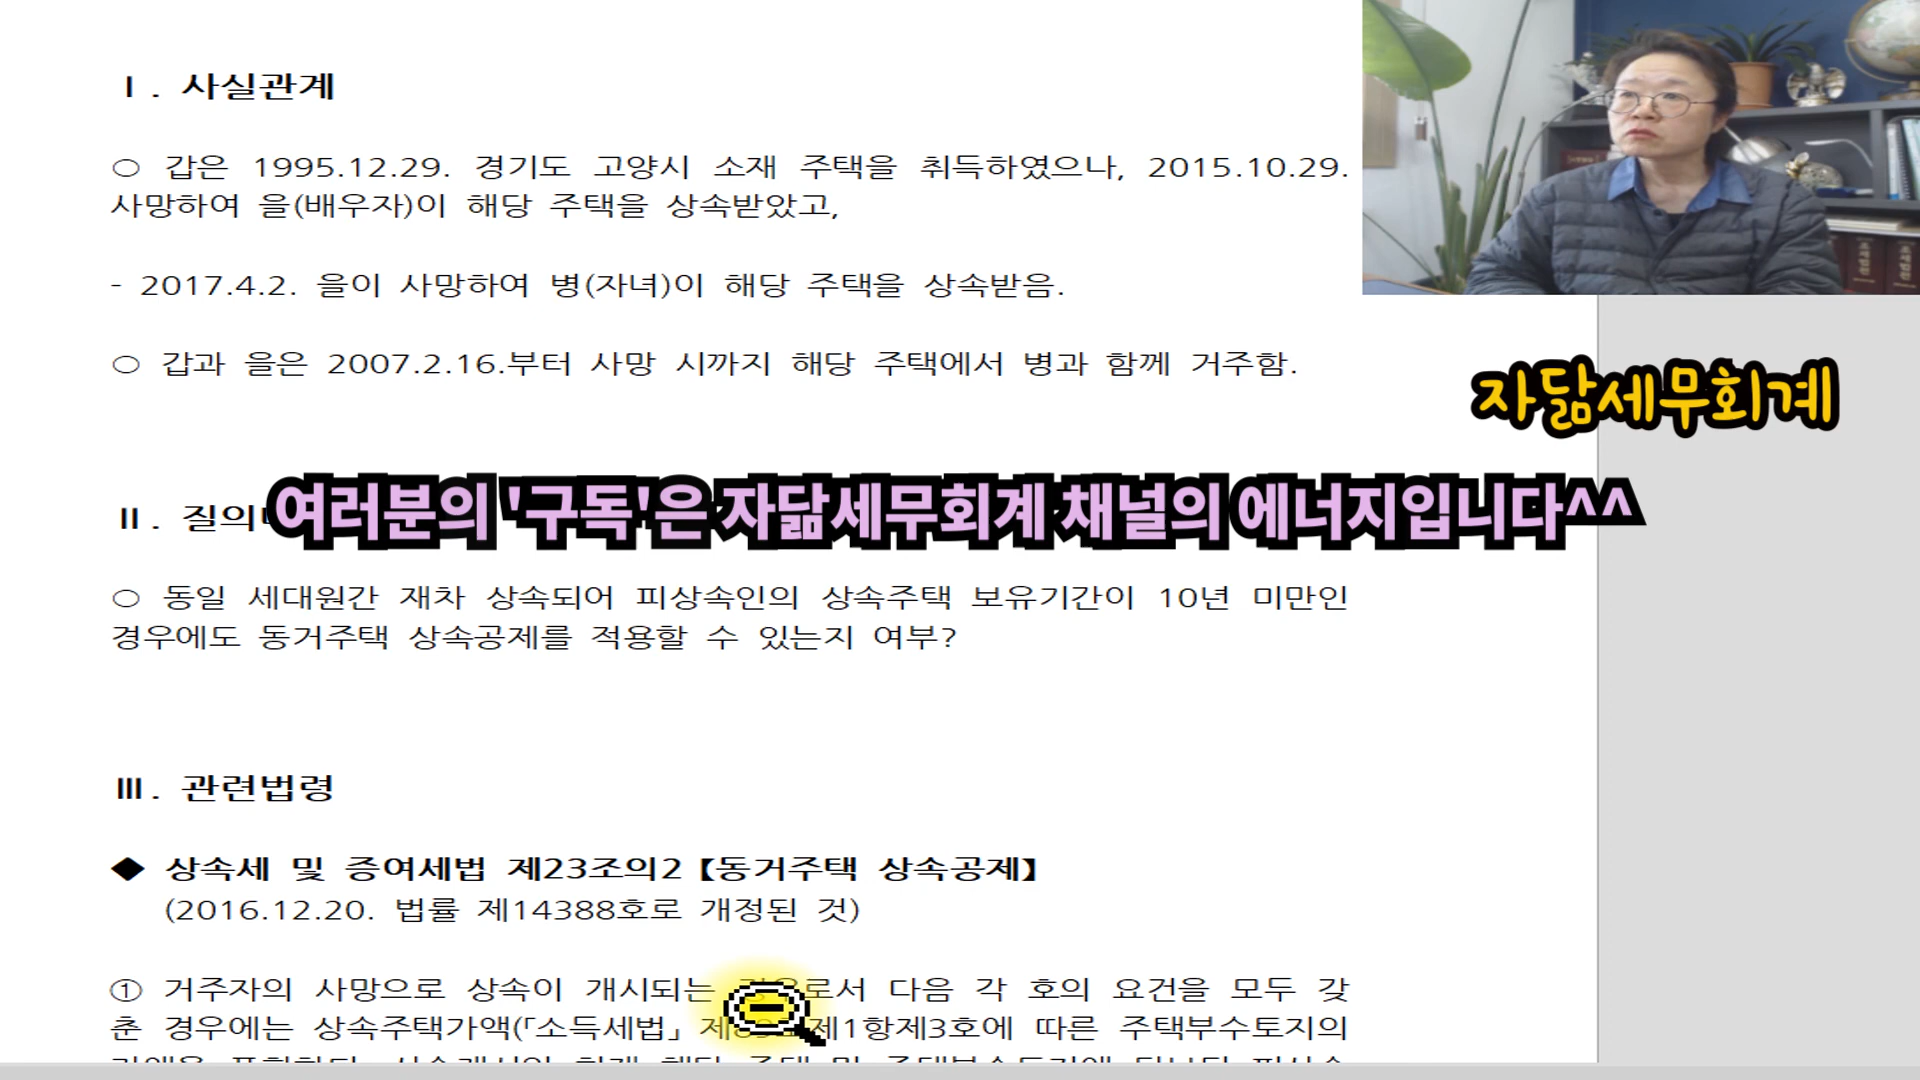 Ⅰ. 사실관계
○ 갑은 1995.12.29. 경기도 고양시 소재 주택을 취득하였으나, 2015.10.29.
사망하여 을(배우자)이 해당 주택을 상속받았고,
- 2017.4.2. 을이 사망하여 병(자녀)이 해당 주택을 상속받음.
○ 갑과 을은 2007.2.16.부터 사망 시까지 해당 주택에서 병과 함께 거주함.
자닮세무회계
Ⅱ. 질의
여러분의 '구독'은 자닮세무회계 채널의 에너지입니다^^
○ 동일 세대원간 재차 상속되어 피상속인의 상속주택 보유기간이 10년 미만인
경우에도 동거주택 상속공제를 적용할 수 있는지 여부?
Ⅲ. 관련법령
◆ 상속세 및 증여세법 제23조의2【동거주택 상속공제】
(2016.12.20. 법률 제14388호로 개정된 것)
① 거주자의 사망으로 상속이 개시되는 경우로서 다음 각 호의 요건을 모두 갖
춘 경우에는 상속주택가액(「소득세법」 제89조제1항제3호에 따른 주택부수토지의